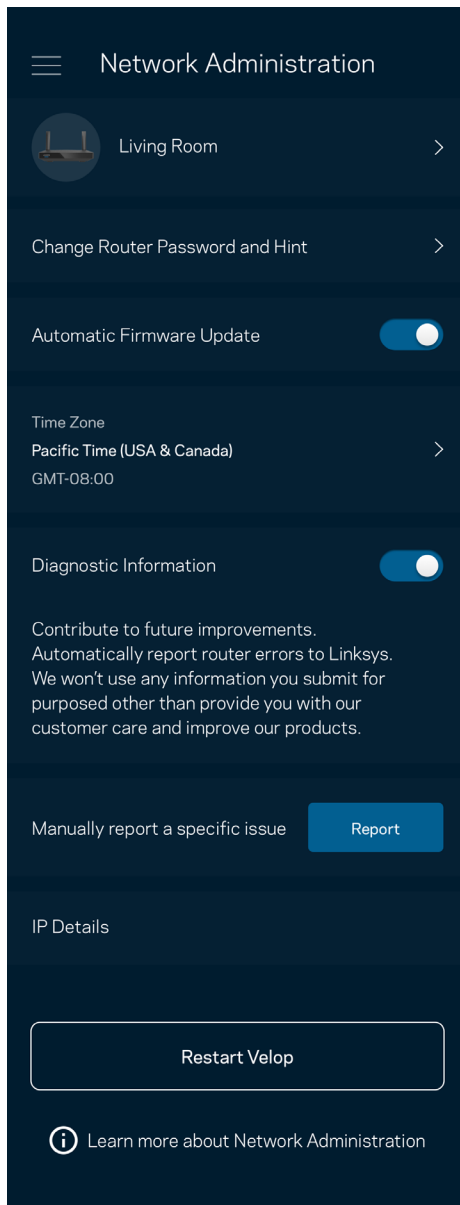 Network Administration
Living Room
Change Router Password and Hint
Automatic Firmware Update
Time Zone
Pacific Time (USA & Canada)
GMT-08:00
Diagnostic Information
Contribute to future improvements.
Automatically report router errors to Linksys.
We won't use any information you submit for
purposed other than provide you with our
customer care and improve our products.
Manually report a specific issue
Report
IP Details
Restart Velop
Learn more about Network Administration